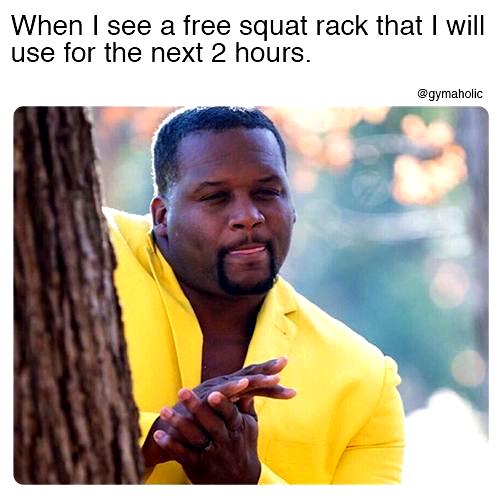 When I see a free squat rack that I will
use for the next 2 hours.
@gymaholic